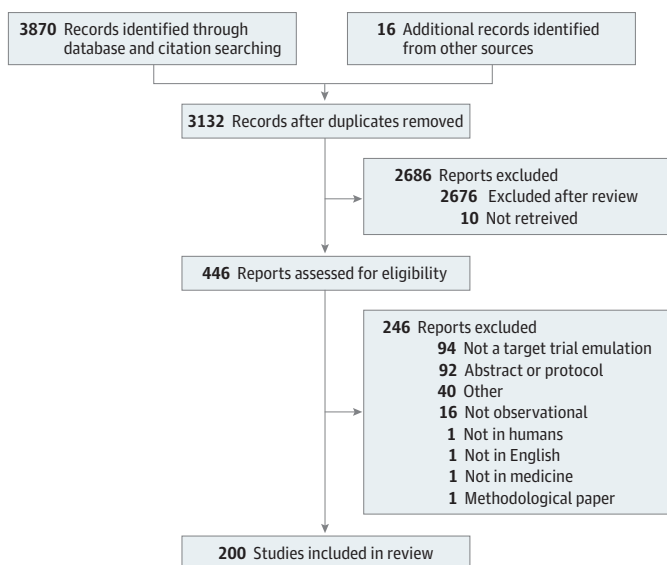 3870 Records identified through
database and citation searching
16 Additional records identified
from other sources
3132 Records after duplicates removed
2686 Reports excluded
2676 Excluded after review
10 Not retreived
446 Reports assessed for eligibility
246 Reports excluded
94 Not a target trial emulation
92 Abstract or protocol
40 Other
16 Not observational
1 Not in humans
1 Not in English
1 Not in medicine
1 Methodological paper
200 Studies included in review